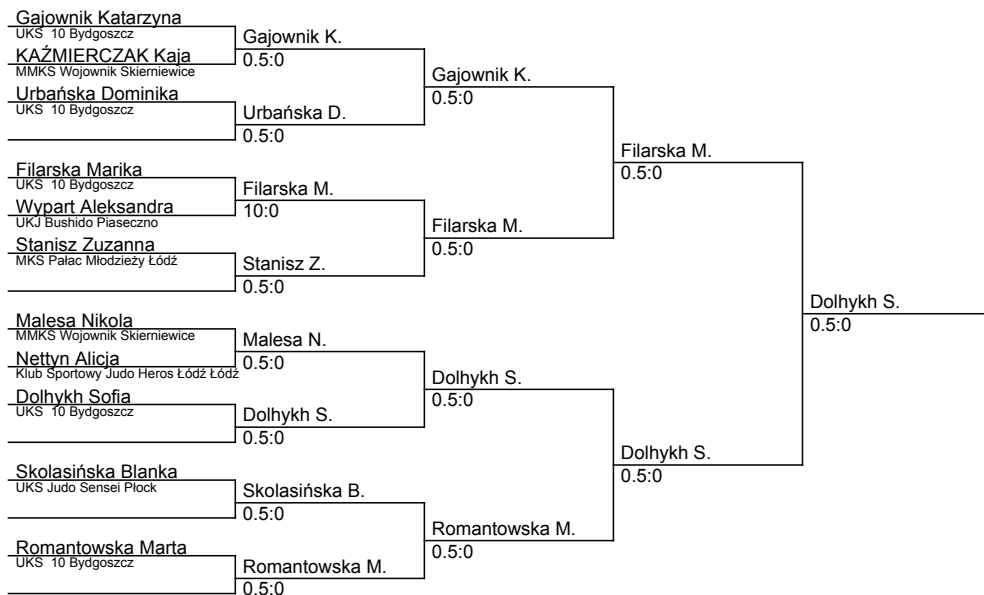 Gajownik Katarzyna
UKS 10 Bydgoszcz
KAŹMIERCZAK Kaja
MMKS Wojownik Skierniewice
Urbańska Dominika
UKS 10 Bydgoszcz
Filarska Marika
UKS 10 Bydgoszcz
Wypart Aleksandra
UKJ Bushido Piaseczno
Stanisz Zuzanna
MKS Pałac Młodzieży Łódź
Malesa Nikola
MMKS Wojownik Skierniewice
Nettyn Alicja
Klub Sportowy Judo Heros Łódź Łódź
Dolhykh Sofia
UKS 10 Bydgoszcz
Skolasińska Blanka
UKS Judo Sensei Płock
Romantowska Marta
UKS 10 Bydgoszcz
Gajownik K.
0.5:0
Urbańska D.
0.5:0
Filarska M.
10:0
Stanisz Z.
0.5:0
Malesa N.
0.5:0
Dolhykh S.
0.5:0
Skolasińska B.
0.5:0
Romantowska M.
0.5:0
Gajownik K.
0.5:0
Filarska M.
0.5:0
Dolhykh S.
0.5:0
Romantowska M.
0.5:0
Filarska M.
0.5:0
Dolhykh S.
0.5:0
Dolhykh S.
0.5:0